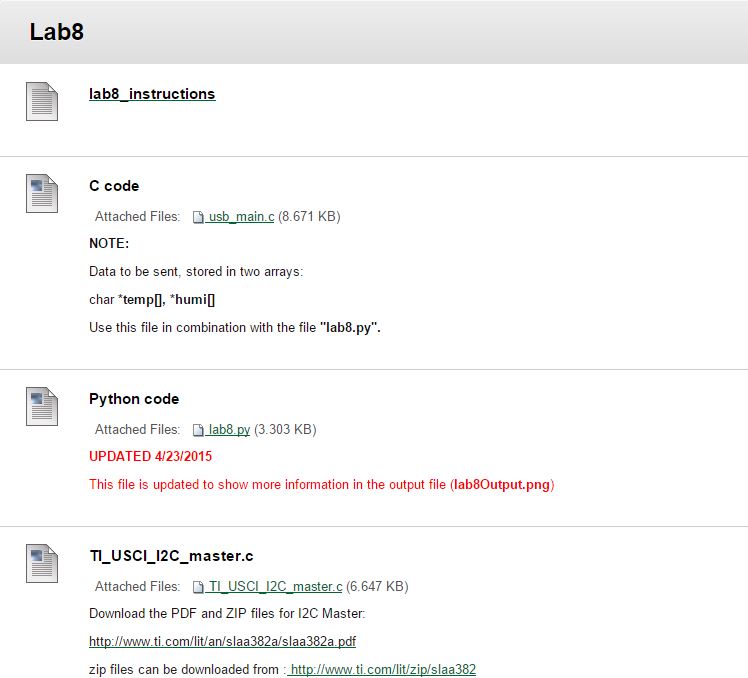 Lab8
lab8_instructions
C code
Attached Files: usb_main.c (8.671 KB)
NOTE:
Data to be sent, stored in two arrays:
char *temp[], *humi[]
Use this file in combination with the file "lab8.py".
Python code
Attached Files: lab8.py (3.303 KB)
UPDATED 4/23/2015
This file is updated to show more information in the output file (lab8Output.png)
TI_USCI_I2C_master.c
Attached Files: TI_USCI_I2C_master.c (6.647 KB)
Download the PDF and ZIP files for I2C Master:
http://www.ti.com/lit/an/slaa382a/slaa382a.pdf
zip files can be downloaded from : http://www.ti.com/lit/zip/slaa382